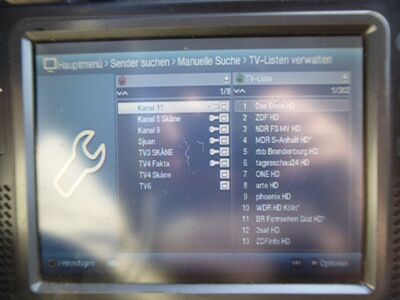 Hauptmenü > Sender suchen > Manuelle Suche > TV-Listen verwalten
1/8
TV-Liste
1/302
Kanal 11
Kanal 5 Skåne
Kanal 9
Sjuan
TV3 SKÅNE
TV4 Fakta
TV4 Skåne
TV6
1 Das Erste HD
2 ZDF HD
3 NDR FS MV HD
4 MDR S-Anhalt HD*
5 rbb Brandenburg HD
6 tagesschau24 HD
7 ONE HD
8 arte HD
9 phoenix HD
10 WDR HD Köln*
11 BR Fernsehen Süd HD*
12 3sat HD
13 ZDFinfo HD
Hinzufügen
Hilfe
Optionen